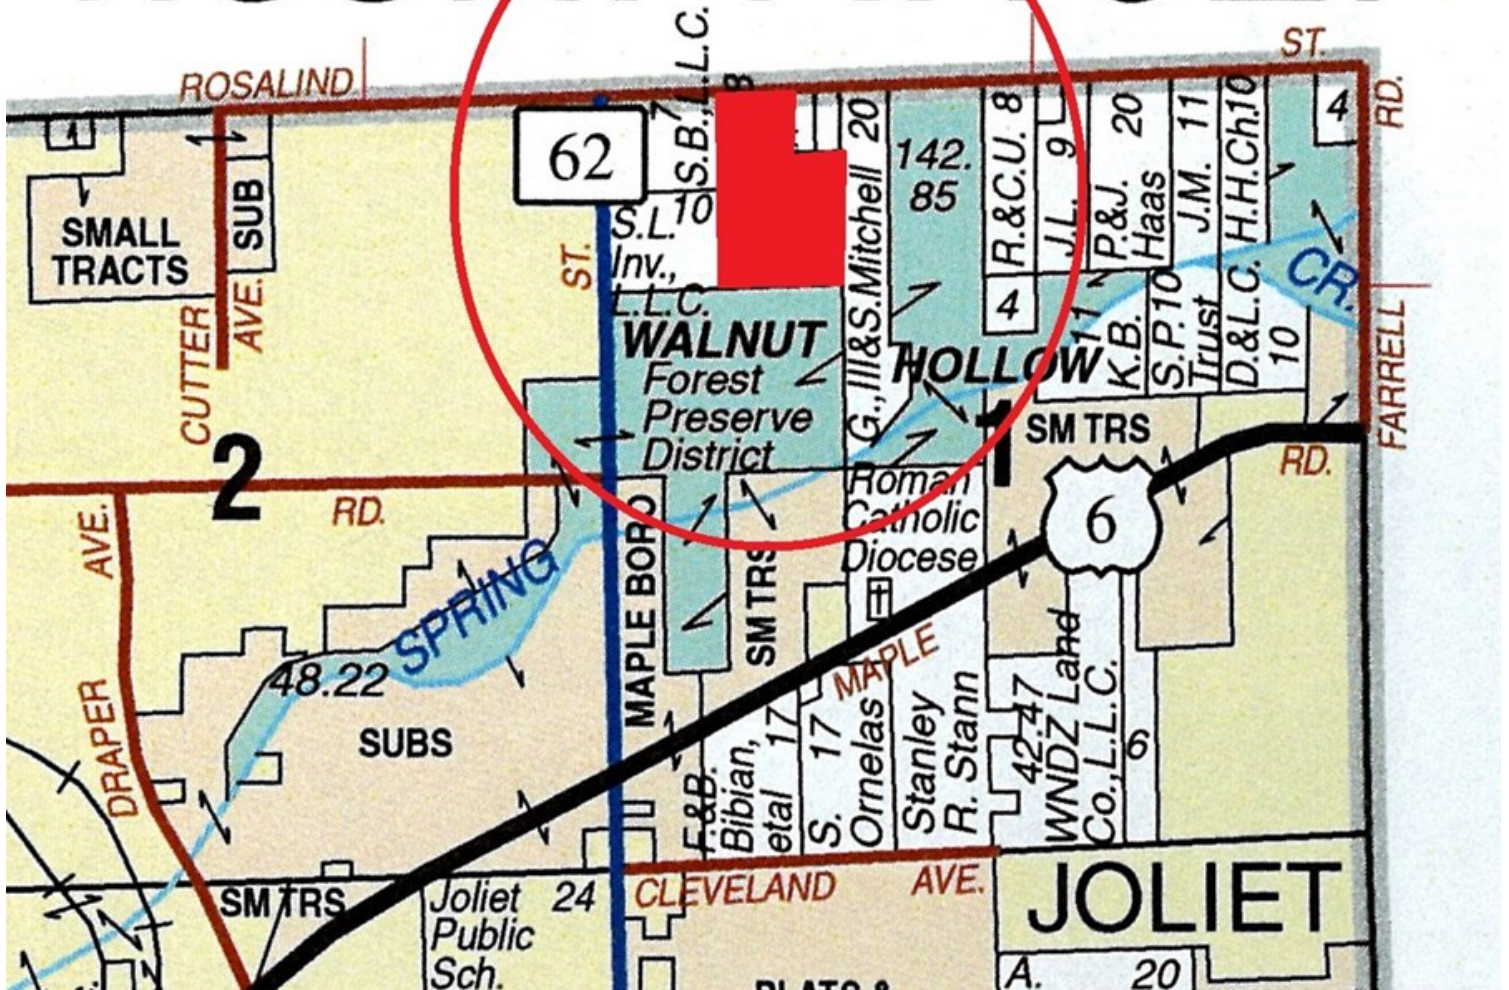 ROSALIND
ST.
RD.
62
S.B., L.L.C.
7
8
20
142.
85
R.&C.U. 8
J.L. 9
P.&J.
Haas
20
J.M. 11
H.H.Ch.10
4
4
SMALL
TRACTS
SUB
CUTTER
AVE.
ST.
S.L.
10
Inv.,
L.L.C.
G.,III&S.Mitchell
4
11
K.B.
S.P.10
Trust
D.&L.C.
10
CR.
FARRELL
WALNUT
HOLLOW
Forest
Preserve
District
2
1
SM TRS
RD.
RD.
AVE.
DRAPER
MAPLE BORO
SM TRS
Roman
Catholic
Diocese
6
SPRING
48.22
SUBS
MAPLE
F.&B.
Bibian,
etal 17
S. 17
Ornelas
Stanley
R. Stann
42.47
WNDZ Land
Co.,L.L.C.
6
CLEVELAND AVE.
SM TRS
Joliet 24
Public
Sch.
JOLIET
A. 20